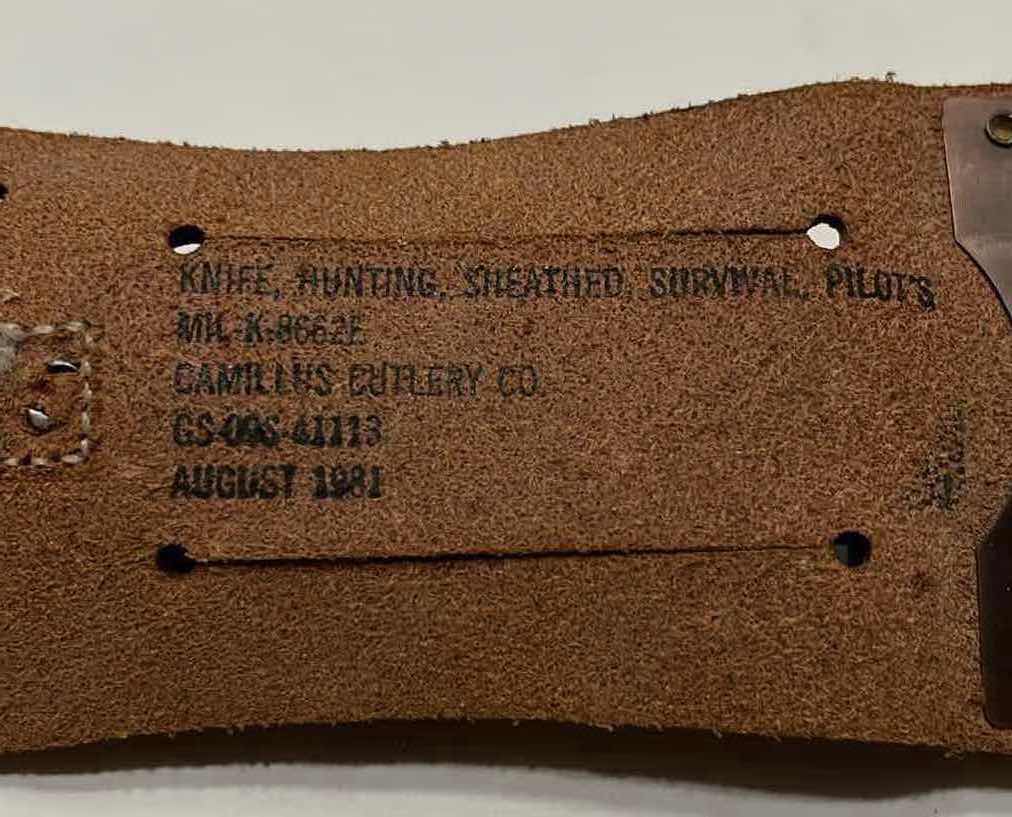 KNIFE, HUNTING, SHEATHED, SURVIVAL, PILOT'S
MIL-K-8662E
CAMILLUS CUTLERY CO.
GS-00S-41113
AUGUST 1981